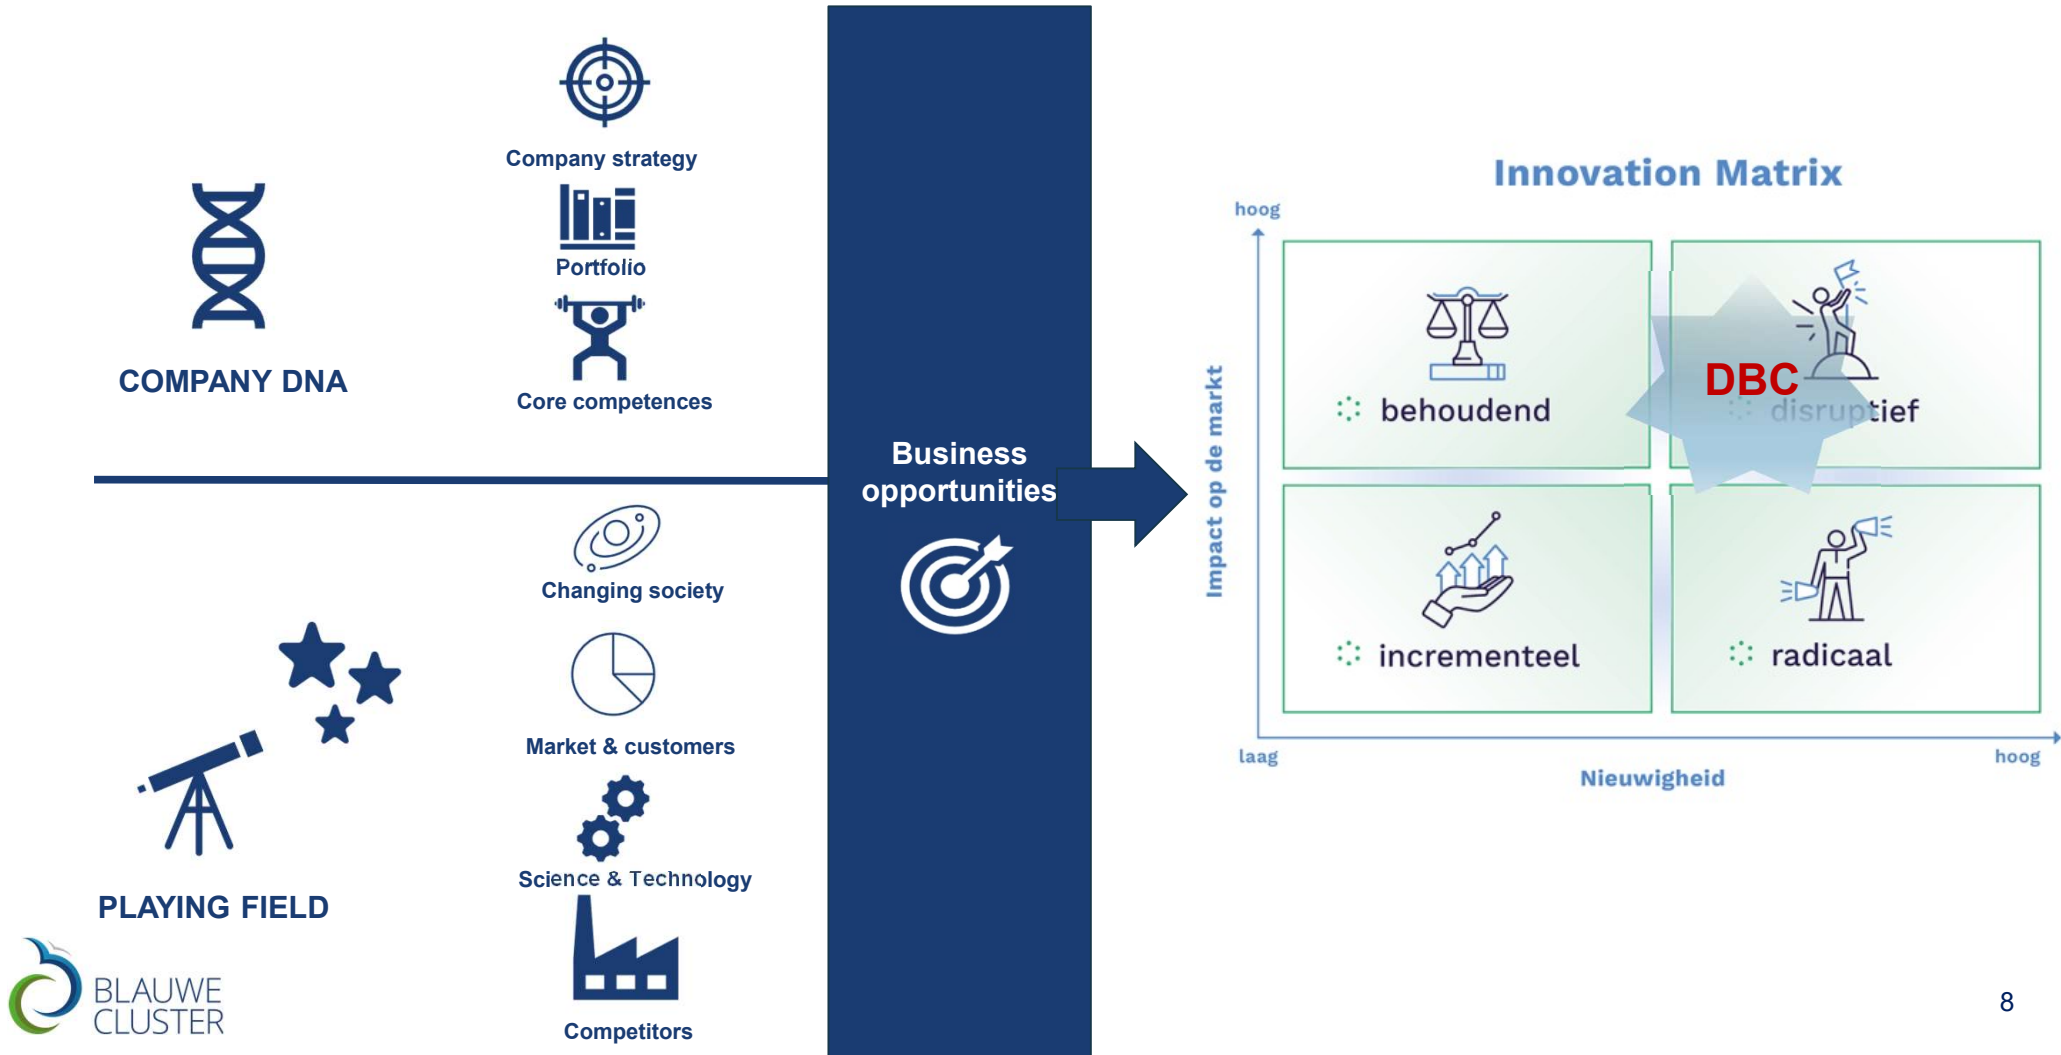 Company strategy
Portfolio
Core competences
COMPANY DNA
Changing society
Market & customers
Science & Technology
Competitors
PLAYING FIELD
BLAUWE
CLUSTER
Business
opportunities
Innovation Matrix
hoog
Impact op de markt
behoudend
DBC
disruptief
incrementeel
radicaal
laag
hoog
Nieuwigheid
8